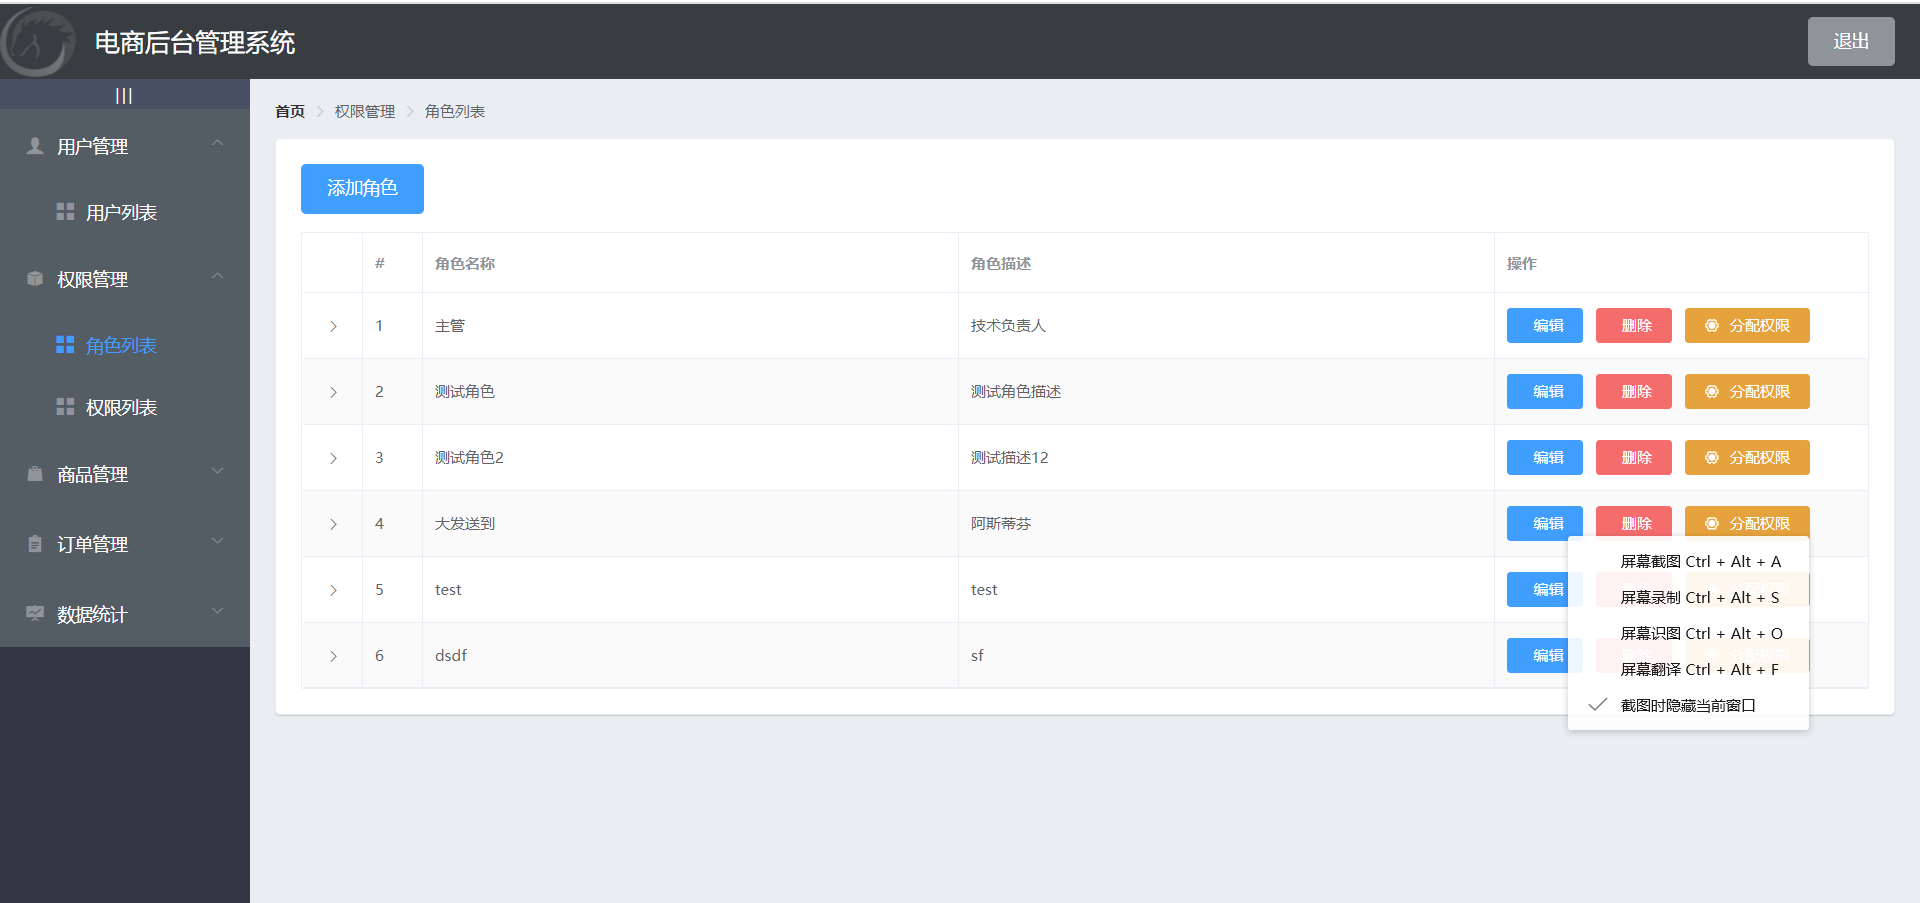 电商后台管理系统
退出
|||
用户管理
用户列表
权限管理
角色列表
权限列表
商品管理
订单管理
数据统计
首页 > 权限管理 > 角色列表
添加角色
# 角色名称 角色描述 操作
1 主管 技术负责人 编辑 删除 分配权限
2 测试角色 测试角色描述 编辑 删除 分配权限
3 测试角色2 测试描述12 编辑 删除 分配权限
4 大发送到 阿斯蒂芬 编辑 删除 分配权限
5 test test 编辑
6 dsdf sf 编辑
屏幕截图 Ctrl + Alt + A
屏幕录制 Ctrl + Alt + S
屏幕识图 Ctrl + Alt + O
屏幕翻译 Ctrl + Alt + F
截图时隐藏当前窗口